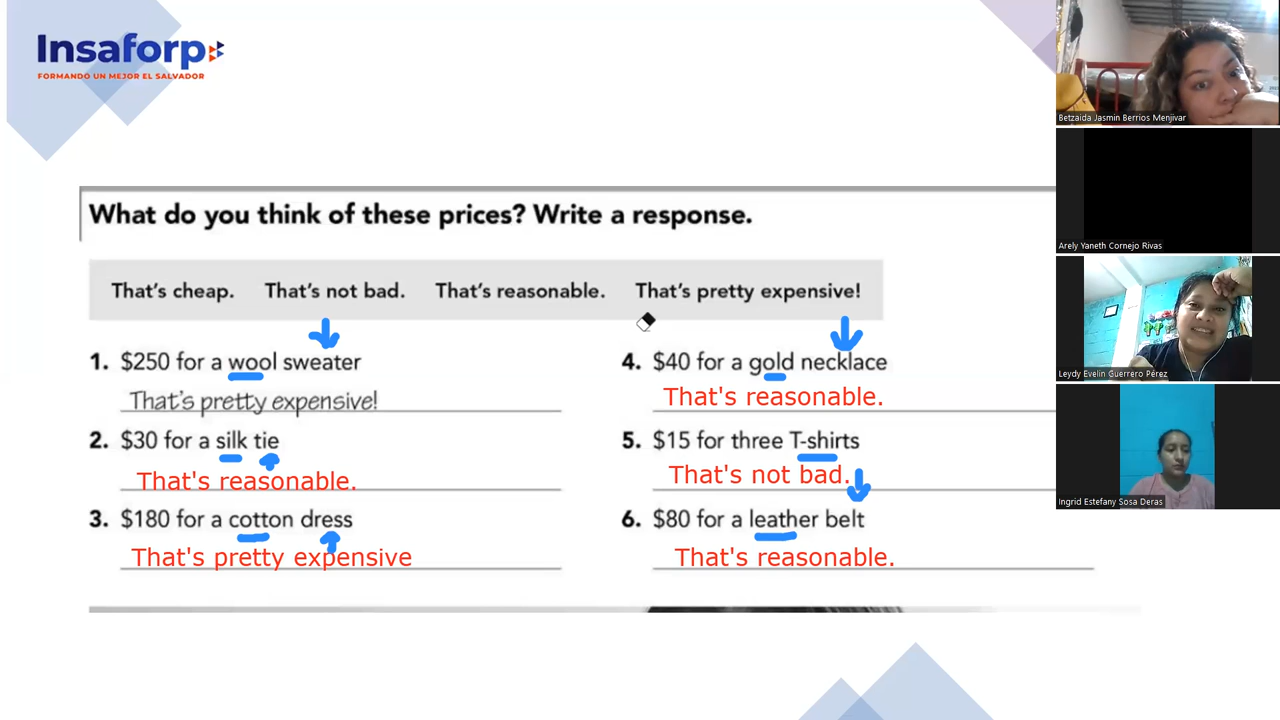 Insaforp
FORMANDO UN MEJOR EL SALVADOR
What do you think of these prices? Write a response.
That's cheap. That's not bad. That's reasonable. That's pretty expensive!
1. $250 for a wool sweater
That's pretty expensive!
2. $30 for a silk tie
That's reasonable.
3. $180 for a cotton dress
That's pretty expensive
4. $40 for a gold necklace
That's reasonable.
5. $15 for three T-shirts
That's not bad.
6. $80 for a leather belt
That's reasonable.
Betzaida Jasmin Berrios Menjivar
Arely Yaneth Cornejo Rivas
Leydy Evelin Guerrero Pérez
Ingrid Estefany Sosa Deras